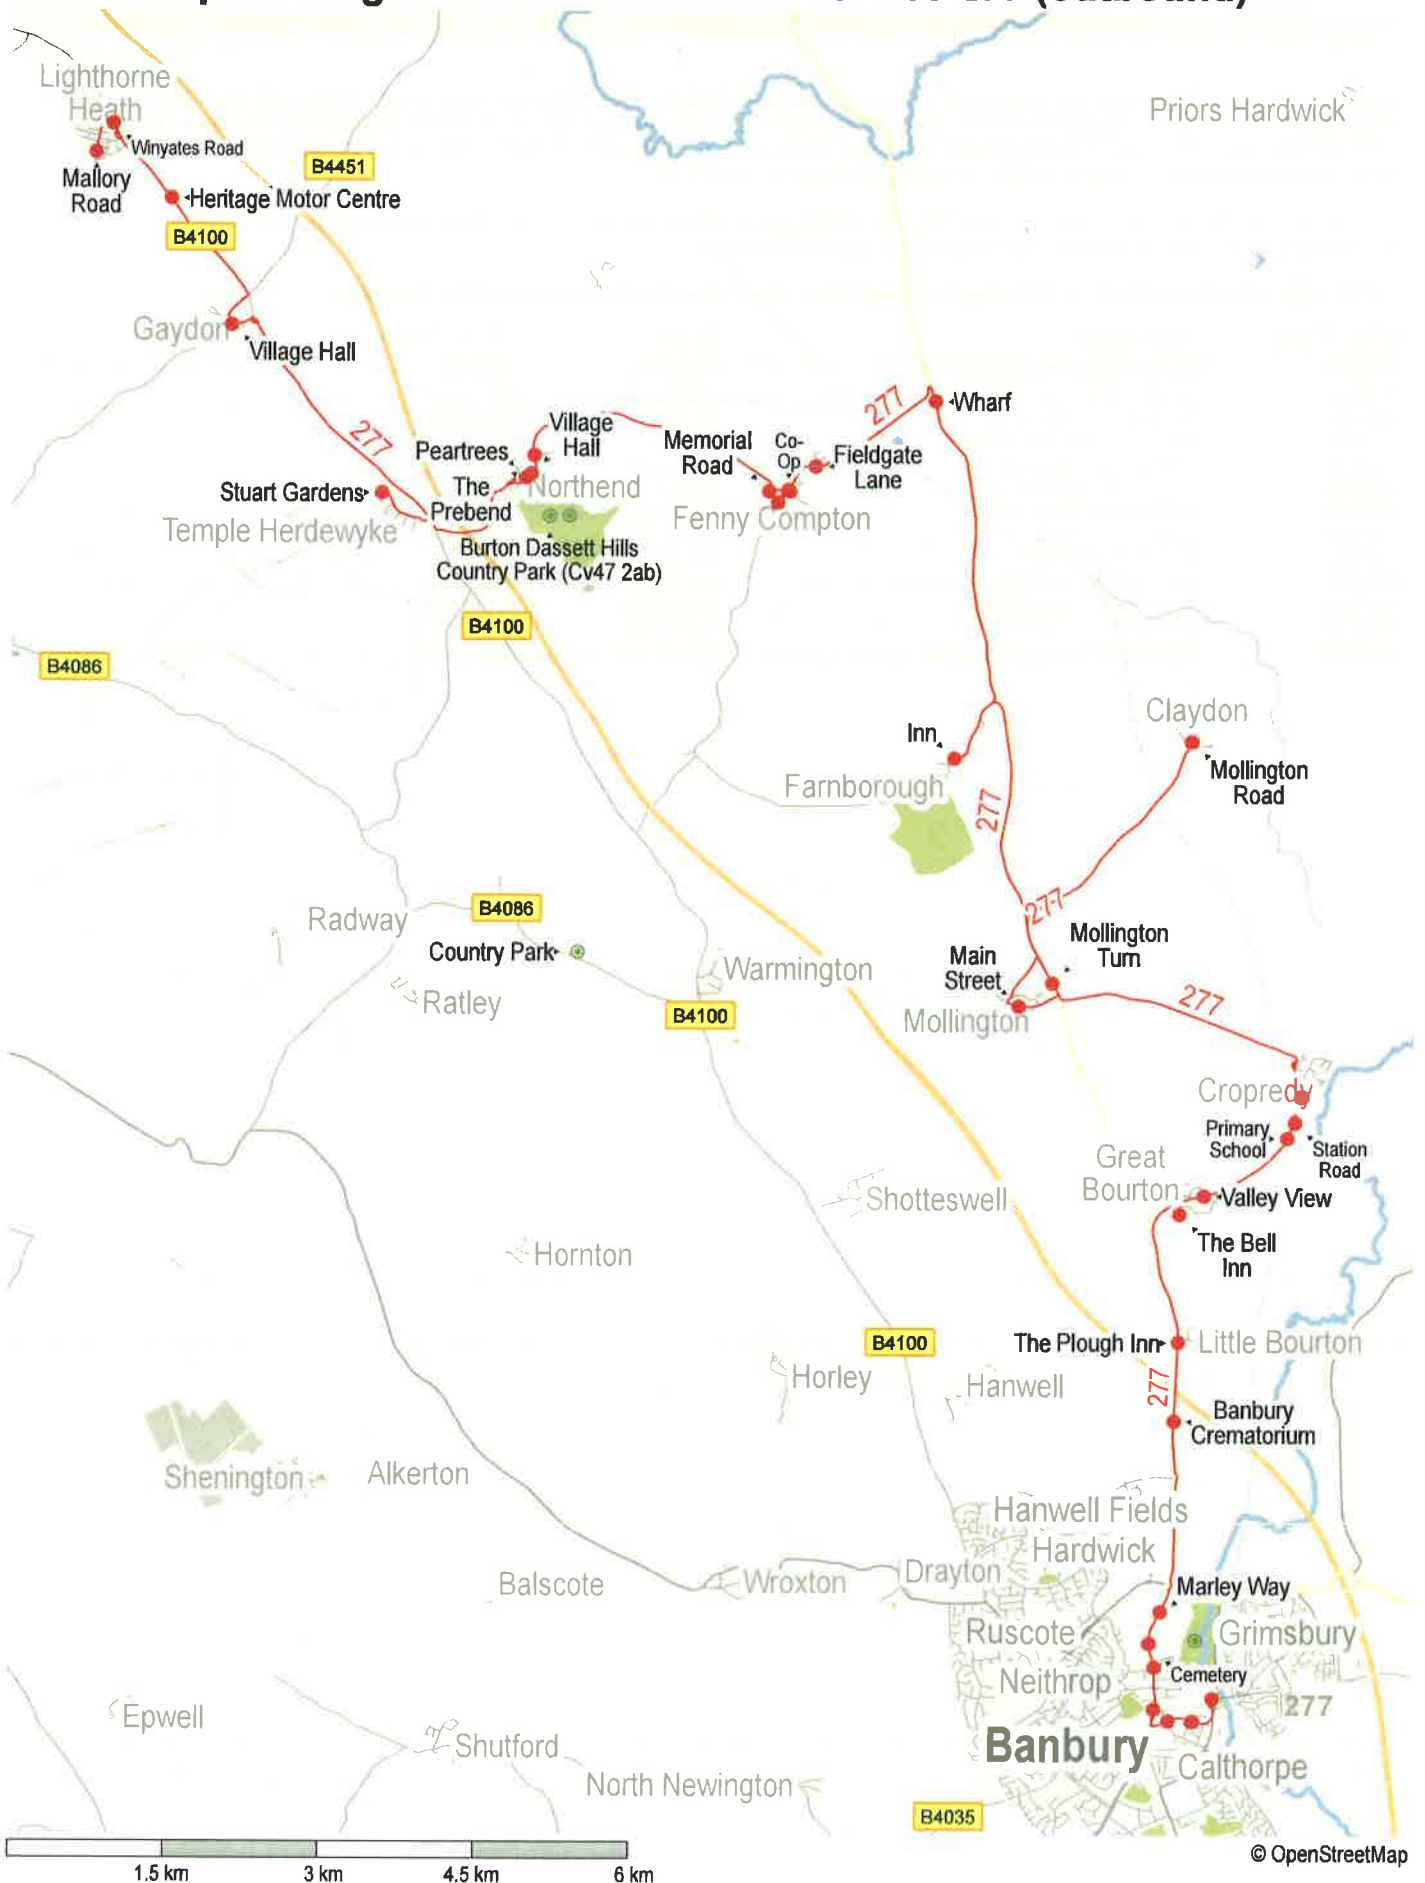 (outbound)
Lighthorne
Heath
Priors Hardwick
Winyates Road
B4451
Mallory
Road
Heritage Motor Centre
B4100
Gaydon
Village Hall
277
277
Wharf
Village
Hall
Peartrees
Memorial
Road
Co-
Op
Fieldgate
Lane
Stuart Gardens
The
Prebend
Northend
Fenny Compton
Temple Herdewyke
Burton Dassett Hills
Country Park (Cv47 2ab)
B4100
B4086
Claydon
Inn
Mollington
Road
Farnborough
277
277
Radway
B4086
Country Park
Mollington
Turn
Main
Street
Warmington
Ratley
B4100
Mollington
277
Cropredy
Primary
School
Station
Road
Great
Bourton
Valley View
Shotteswell
The Bell
Inn
Hornton
B4100
The Plough Inn
Little Bourton
Horley
Hanwell
277
Banbury
Crematorium
Shenington
Alkerton
Hanwell Fields
Hardwick
Balscote
Wroxton
Drayton
Marley Way
Ruscote
Grimsbury
Neithrop
Cemetery
277
Epwell
Shutford
Banbury
Calthorpe
North Newington
B4035
© OpenStreetMap
1.5 km
3 km
4.5 km
6 km